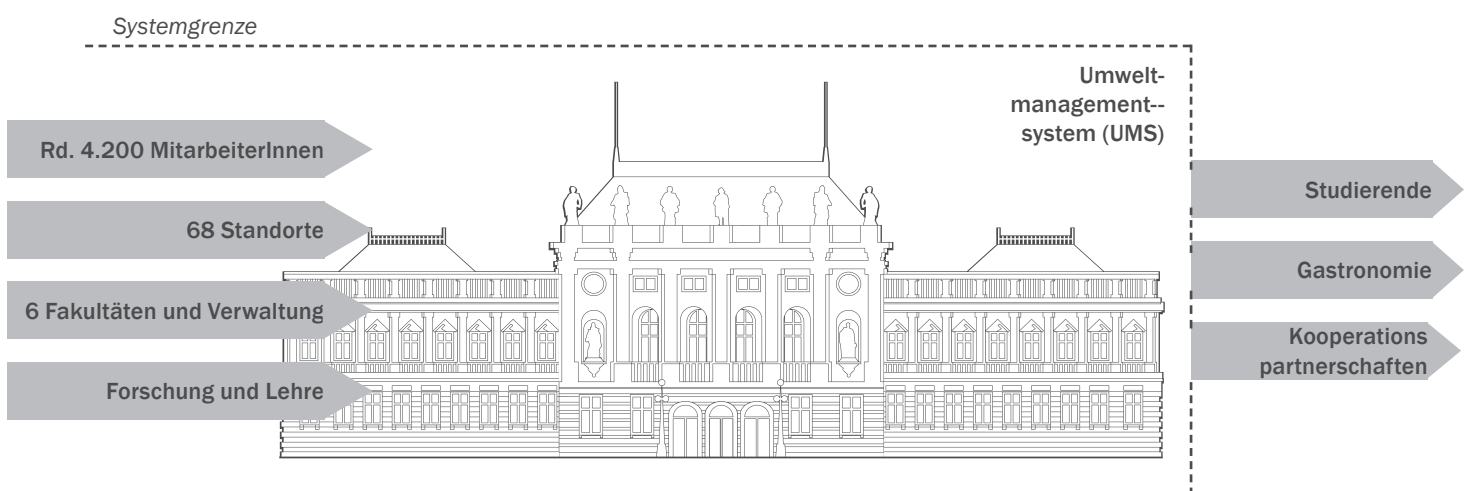 Systemgrenze
Umwelt-
management--
system (UMS)
Rd. 4.200 MitarbeiterInnen
68 Standorte
6 Fakultäten und Verwaltung
Forschung und Lehre
Studierende
Gastronomie
Kooperations
partnerschaften